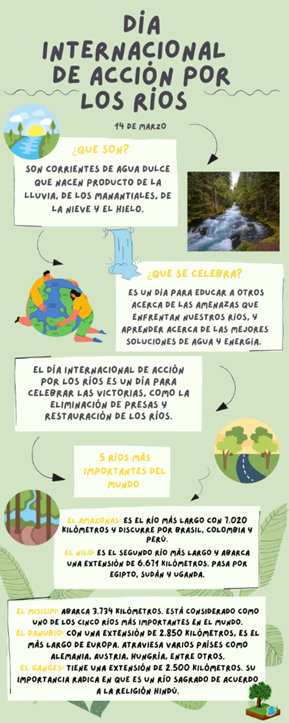 DÍA
INTERNACIONAL
DE ACCIÓN POR
LOS RÍOS
14 DE MARZO
¿QUE SON?
SON CORRIENTES DE AGUA DULCE
QUE NACEN PRODUCTO DE LA
LLUVIA, DE LOS MANANTIALES, DE
LA NIEVE Y EL HIELO.
¿QUE SE CELEBRA?
ES UN DÍA PARA EDUCAR A OTROS
ACERCA DE LAS AMENAZAS QUE
ENFRENTAN NUESTROS RÍOS, Y
APRENDER ACERCA DE LAS MEJORES
SOLUCIONES DE AGUA Y ENERGÍA.
EL DÍA INTERNACIONAL DE ACCIÓN
POR LOS RÍOS ES UN DÍA PARA
CELEBRAR LAS VICTORIAS, COMO LA
ELIMINACIÓN DE PRESAS Y
RESTAURACIÓN DE LOS RÍOS.
5 RÍOS MÁS
IMPORTANTES DEL
MUNDO
EL AMAZONAS: ES EL RÍO MÁS LARGO CON 7.020
KILÓMETROS Y DISCURRE POR BRASIL, COLOMBIA Y
PERÚ.
EL NILO: ES EL SEGUNDO RÍO MÁS LARGO Y ABARCA
UNA EXTENSIÓN DE 6.671 KILÓMETROS. PASA POR
EGIPTO, SUDÁN Y UGANDA.
EL MISISIPI: ABARCA 3.734 KILÓMETROS. ESTÁ CONSIDERADO COMO
UNO DE LOS CINCO RÍOS MÁS IMPORTANTES EN EL MUNDO.
EL DANUBIO: CON UNA EXTENSIÓN DE 2.850 KILÓMETROS, ES EL
MÁS LARGO DE EUROPA. ATRAVIESA VARIOS PAÍSES COMO
ALEMANIA, AUSTRIA, HUNGRÍA, ENTRE OTROS.
EL GANGES: TIENE UNA EXTENSIÓN DE 2.500 KILÓMETROS. SU
IMPORTANCIA RADICA EN QUE ES UN RÍO SAGRADO DE ACUERDO
A LA RELIGIÓN HINDÚ.